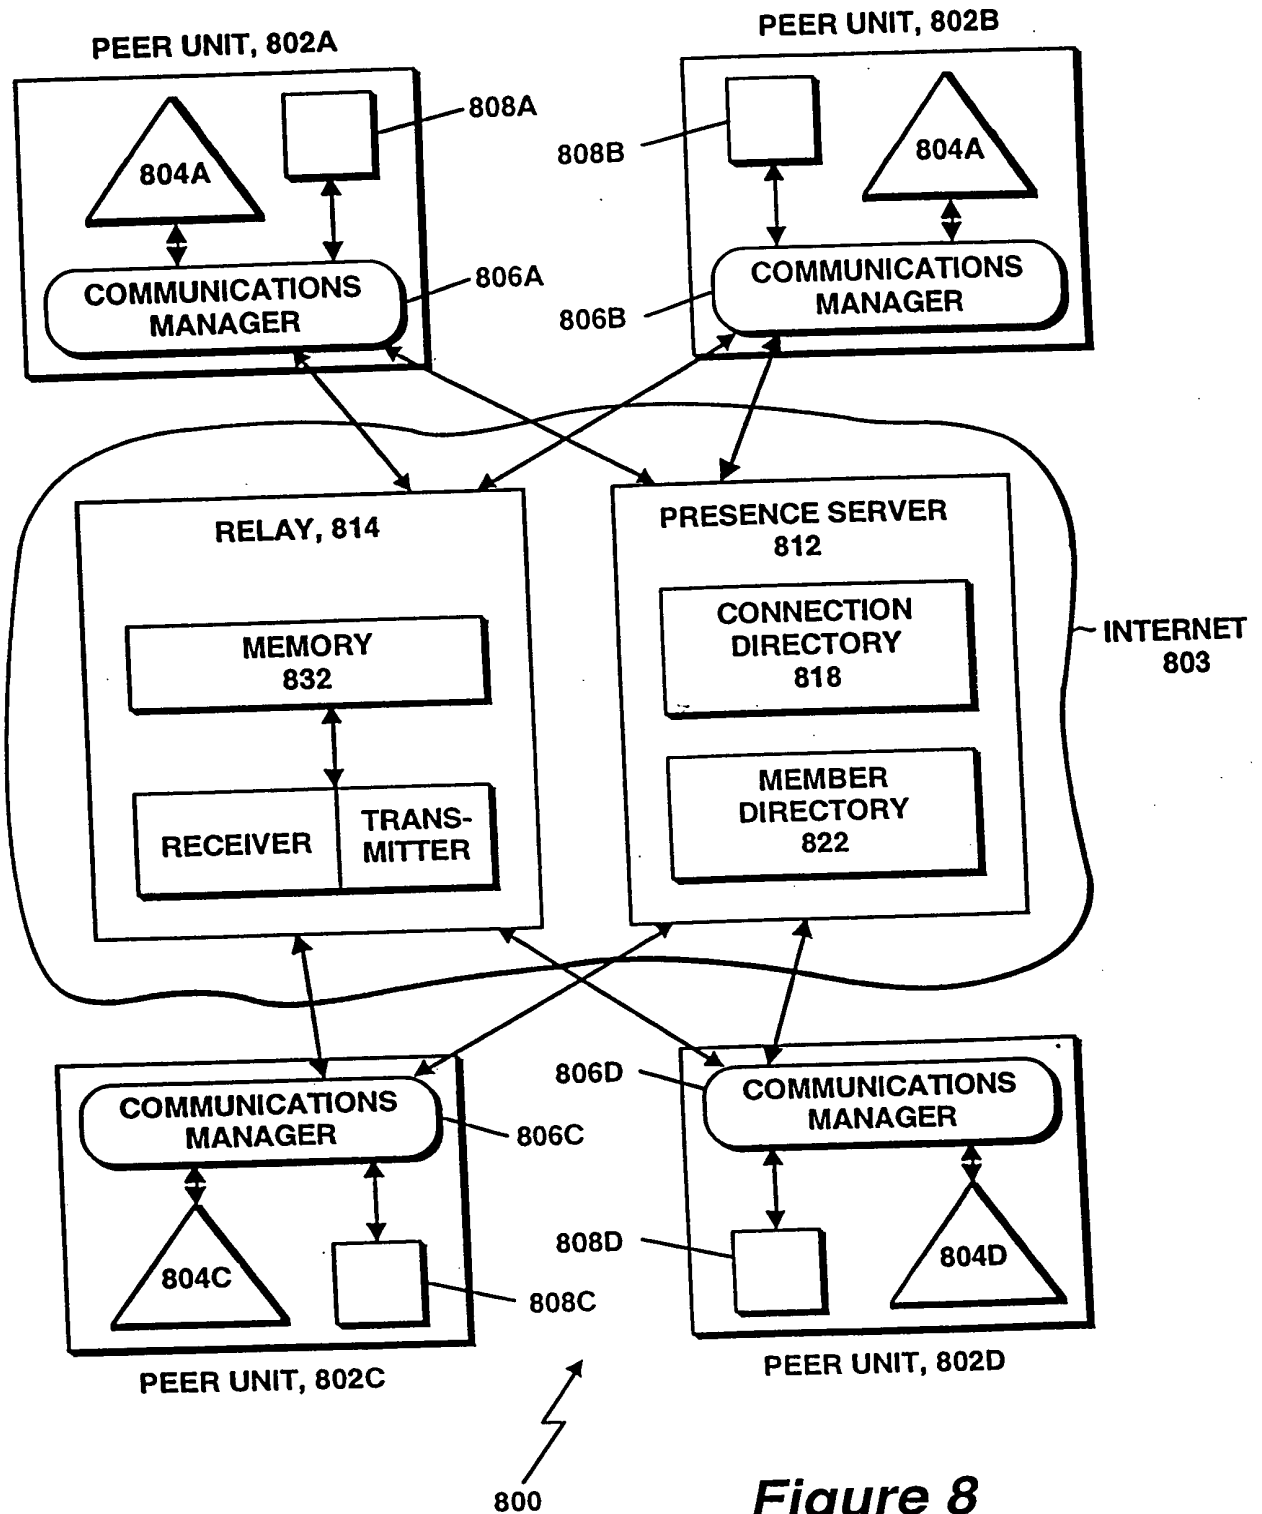 PEER UNIT, 802A
PEER UNIT, 802B
804A
808A
808B
804A
COMMUNICATIONS
MANAGER
806A
COMMUNICATIONS
MANAGER
806B
RELAY, 814
PRESENCE SERVER
812
MEMORY
832
CONNECTION
DIRECTORY
818
INTERNET
803
RECEIVER
TRANS-
MITTER
MEMBER
DIRECTORY
822
COMMUNICATIONS
MANAGER
806C
806D
COMMUNICATIONS
MANAGER
804C
808C
808D
804D
PEER UNIT, 802C
PEER UNIT, 802D
800
Figure 8